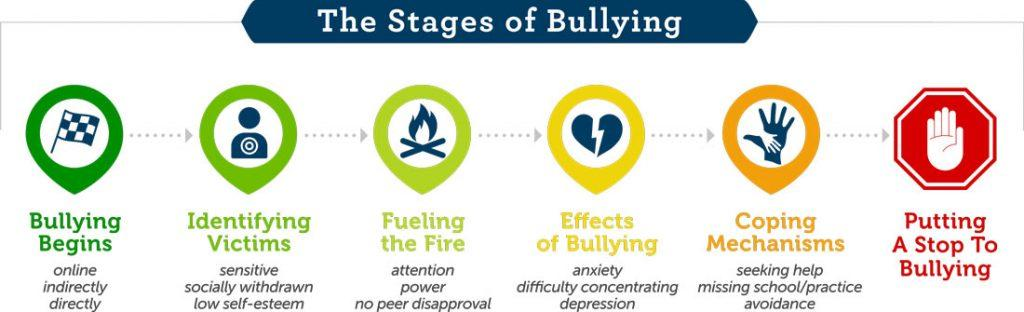 The Stages of Bullying
Bullying
Begins
online
indirectly
directly
Identifying
Victims
sensitive
socially withdrawn
low self-esteem
Fueling
the Fire
attention
power
no peer disapproval
Effects
of Bullying
anxiety
difficulty concentrating
depression
Coping
Mechanisms
seeking help
missing school/practice
avoidance
Putting
A Stop To
Bullying